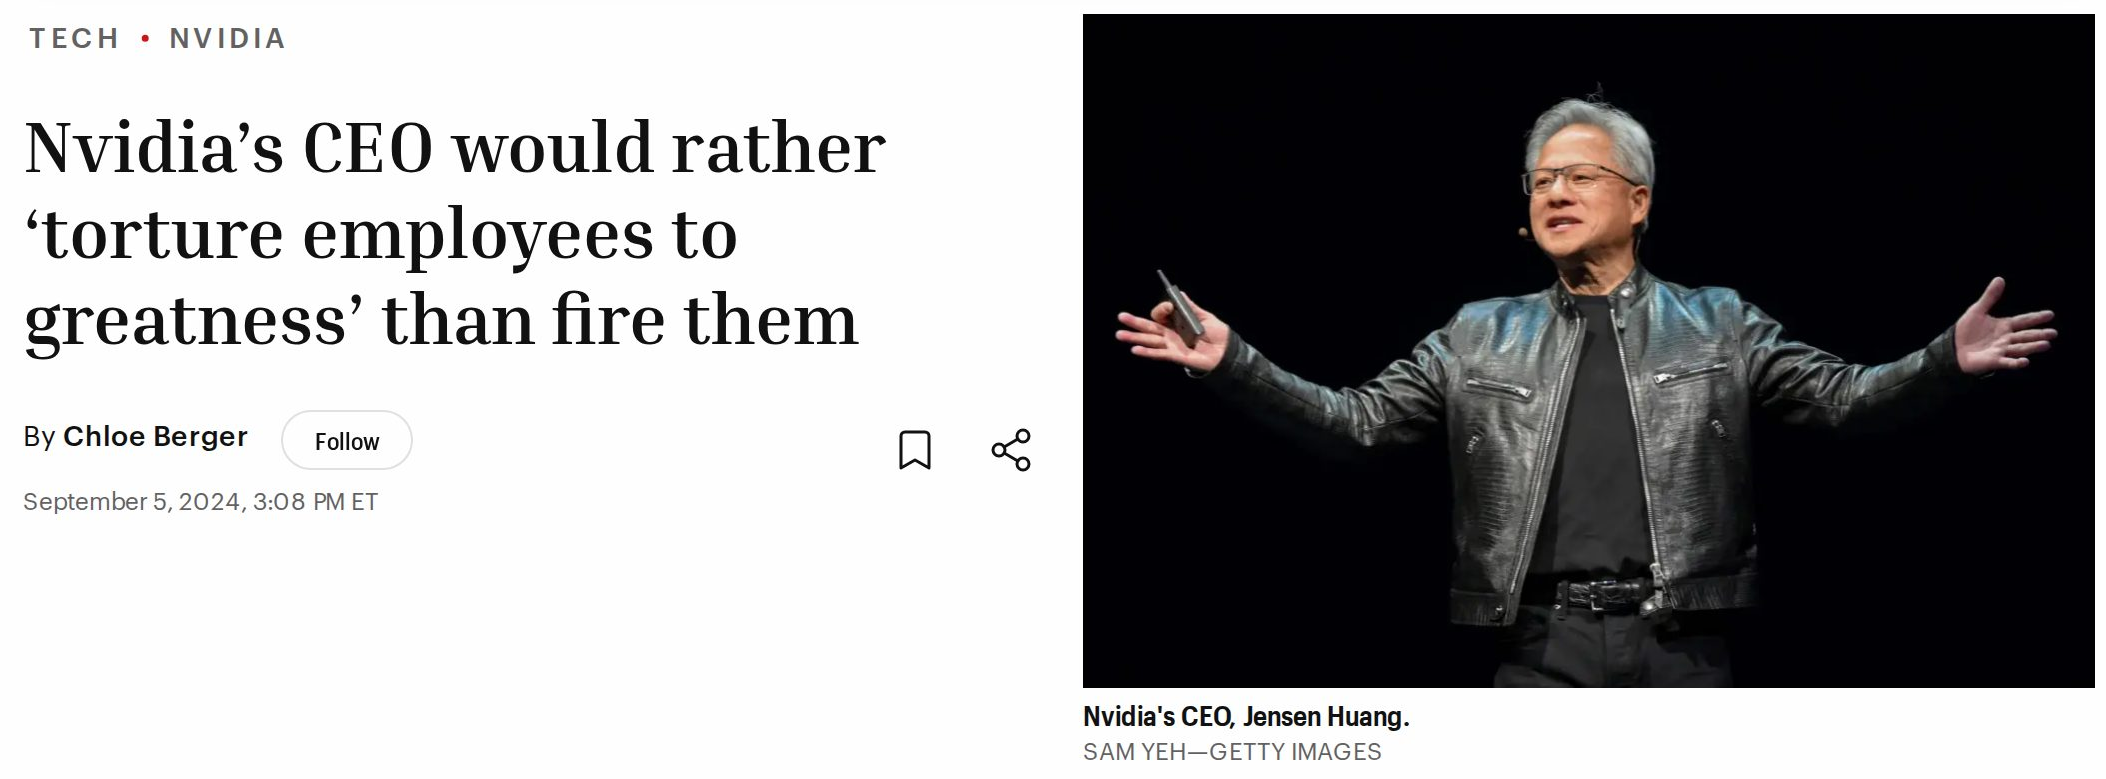 TECH • NVIDIA
Nvidia’s CEO would rather
‘torture employees to
greatness’ than fire them
By Chloe Berger
Follow
September 5, 2024, 3:08 PM ET
Nvidia's CEO, Jensen Huang.
SAM YEH—GETTY IMAGES